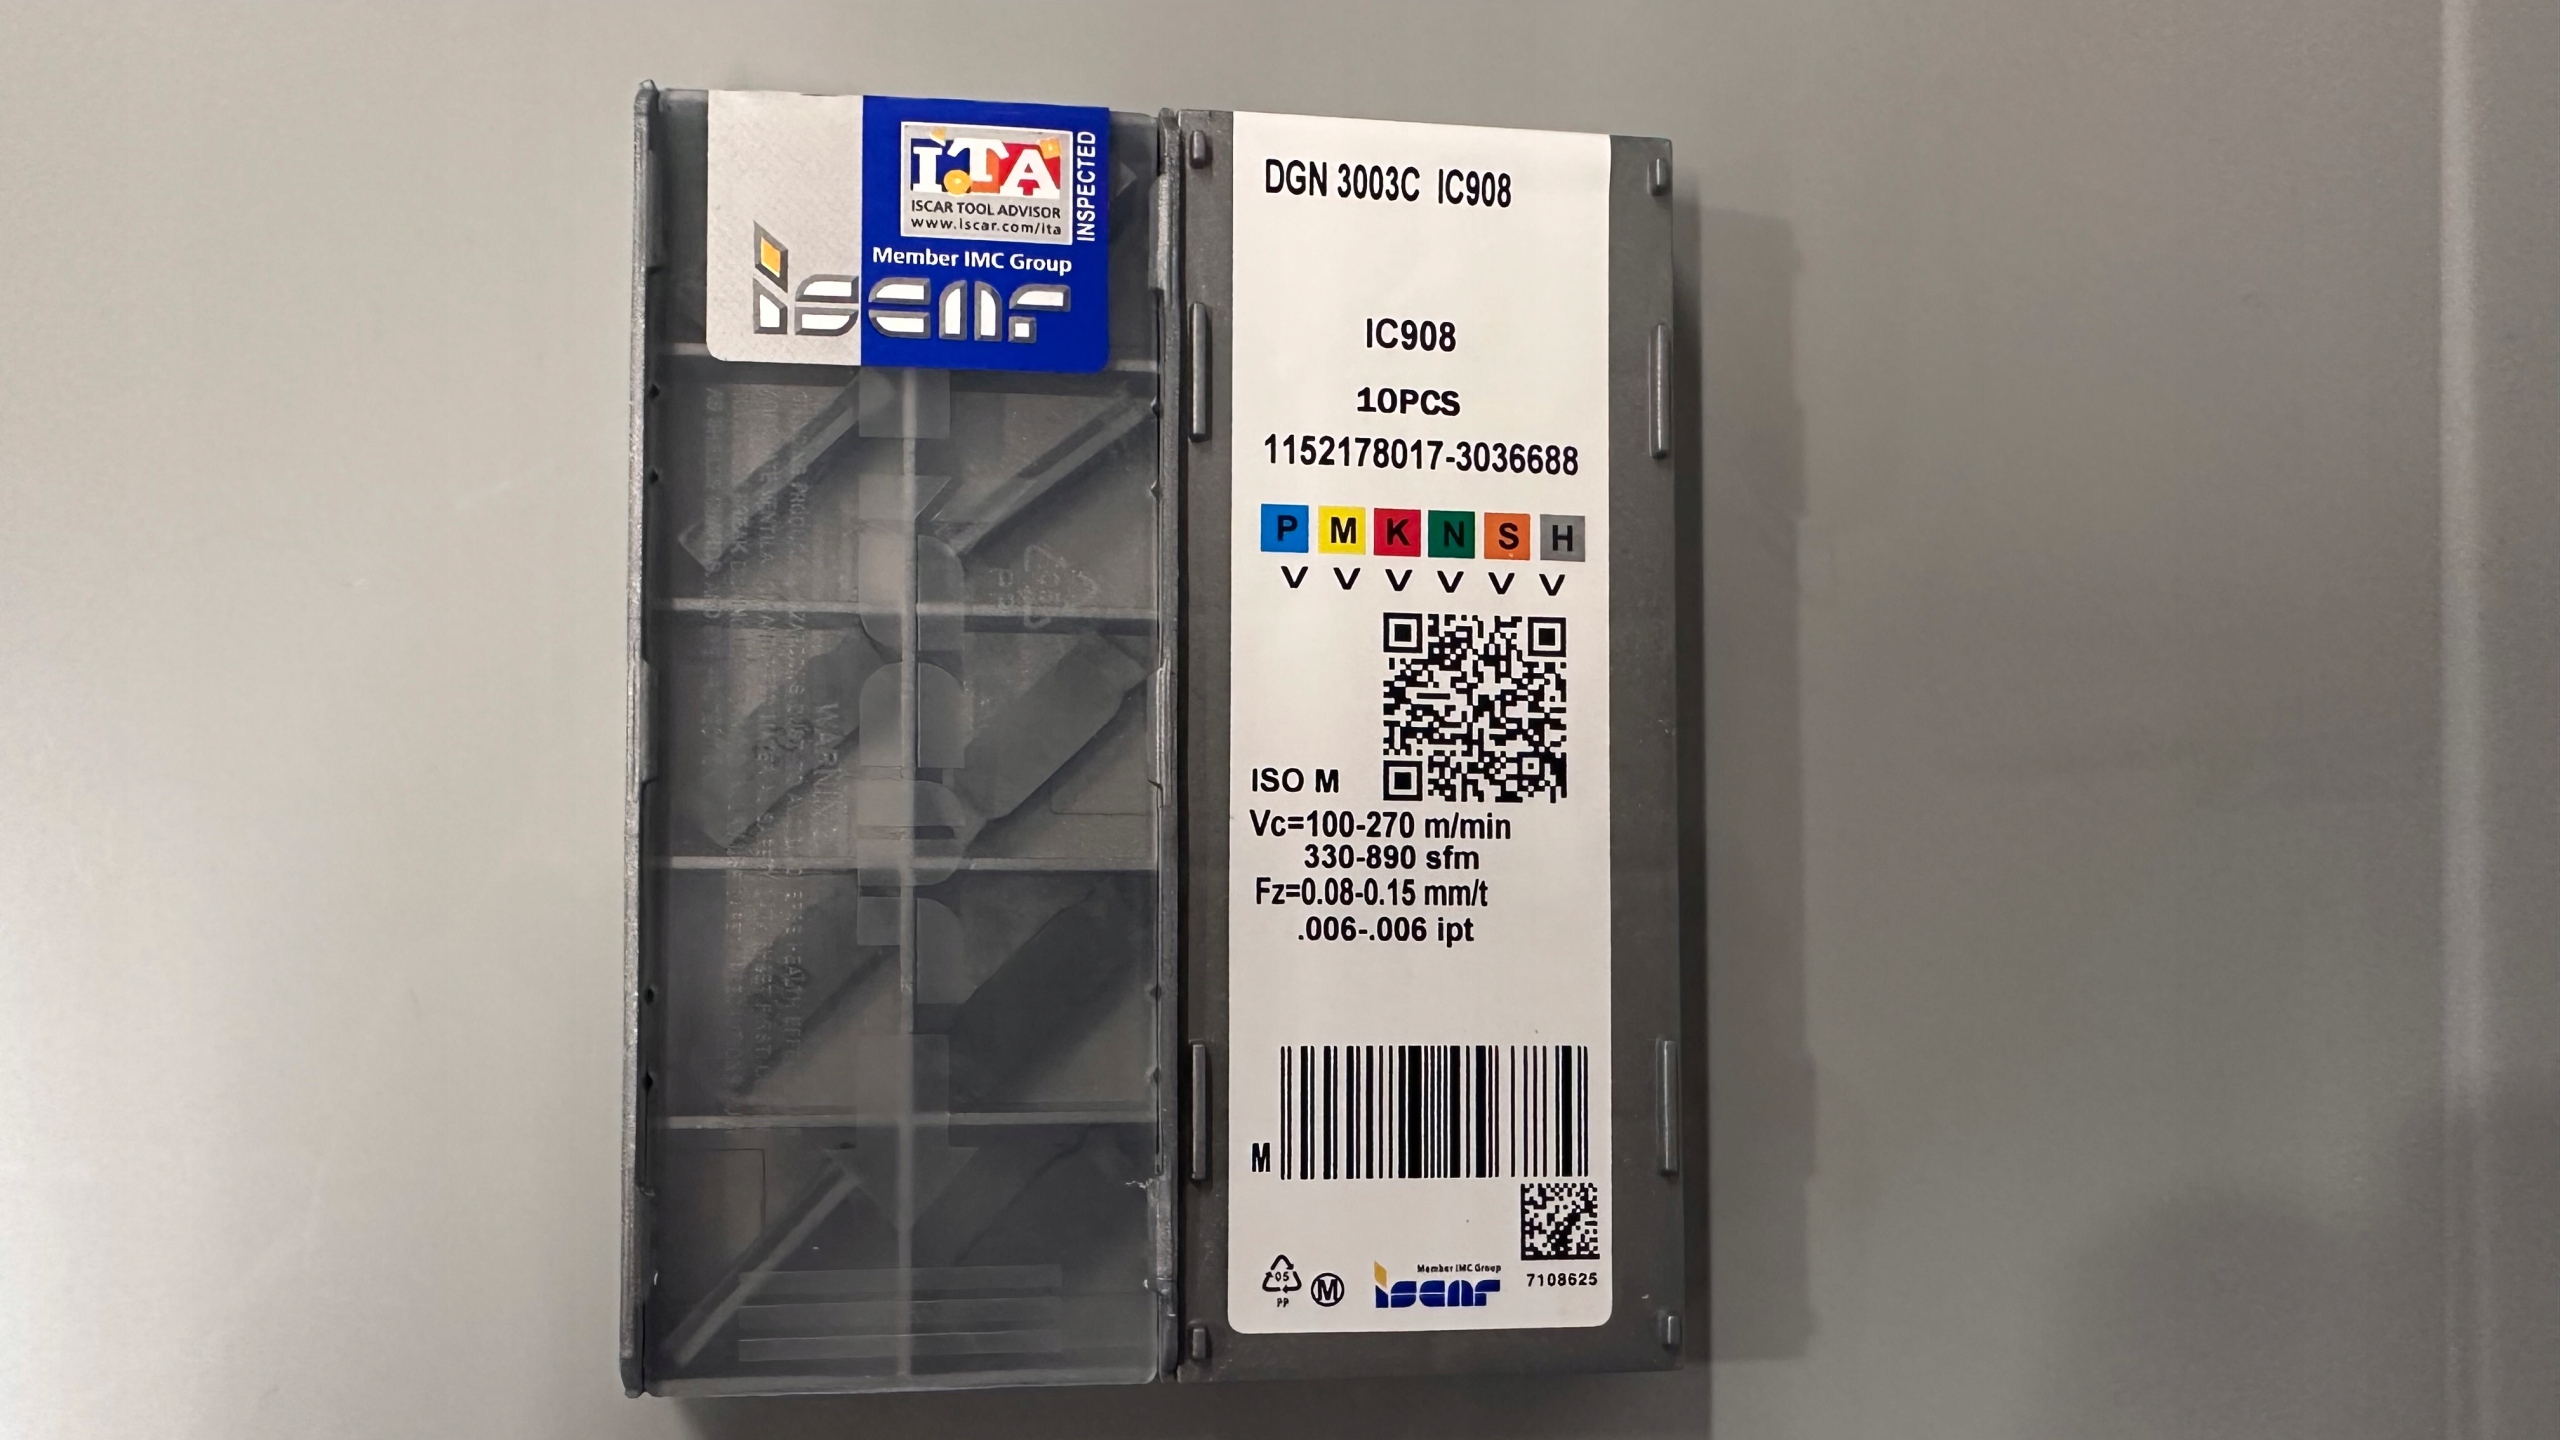 ITA
INSPECTED
ISCAR TOOL ADVISOR
www.iscar.com/ita
Member IMC Group
iscar
WARNING
DGN 3003C IC908
IC908
10PCS
1152178017-3036688
P M K N S H
V V V V V V
ISO M
Vc=100-270 m/min
330-890 sfm
Fz=0.08-0.15 mm/t
.006-.006 ipt
M
05
PP
M
Member IMC Group
iscar
7108625